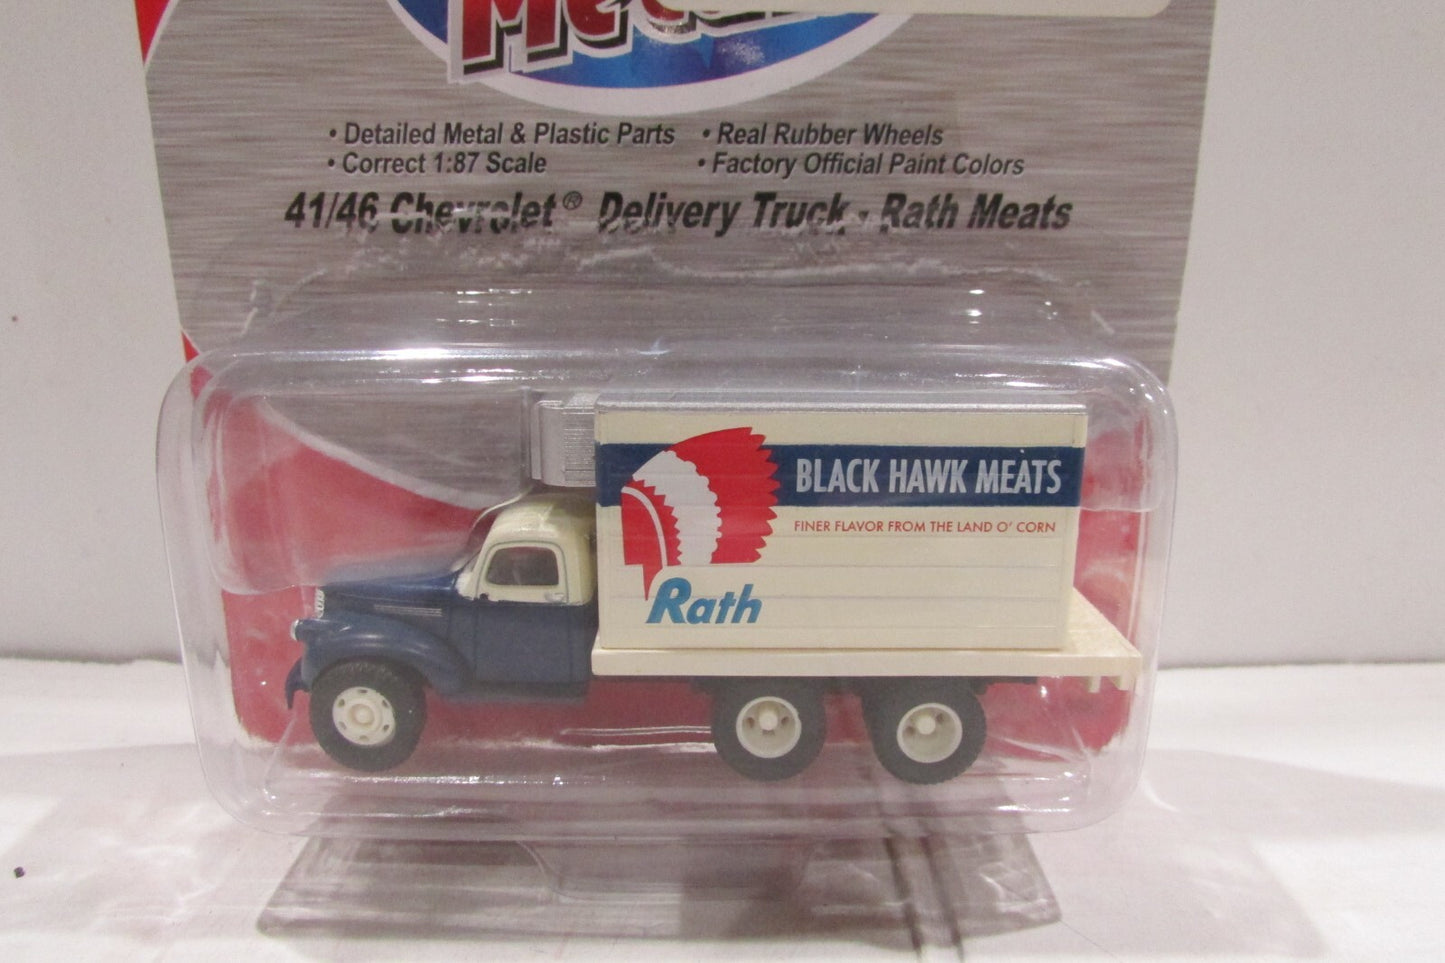 • Detailed Metal & Plastic Parts • Real Rubber Wheels
• Correct 1:87 Scale • Factory Official Paint Colors
41/46 Chevrolet® Delivery Truck - Rath Meats
BLACK HAWK MEATS
FINER FLAVOR FROM THE LAND O' CORN
Rath